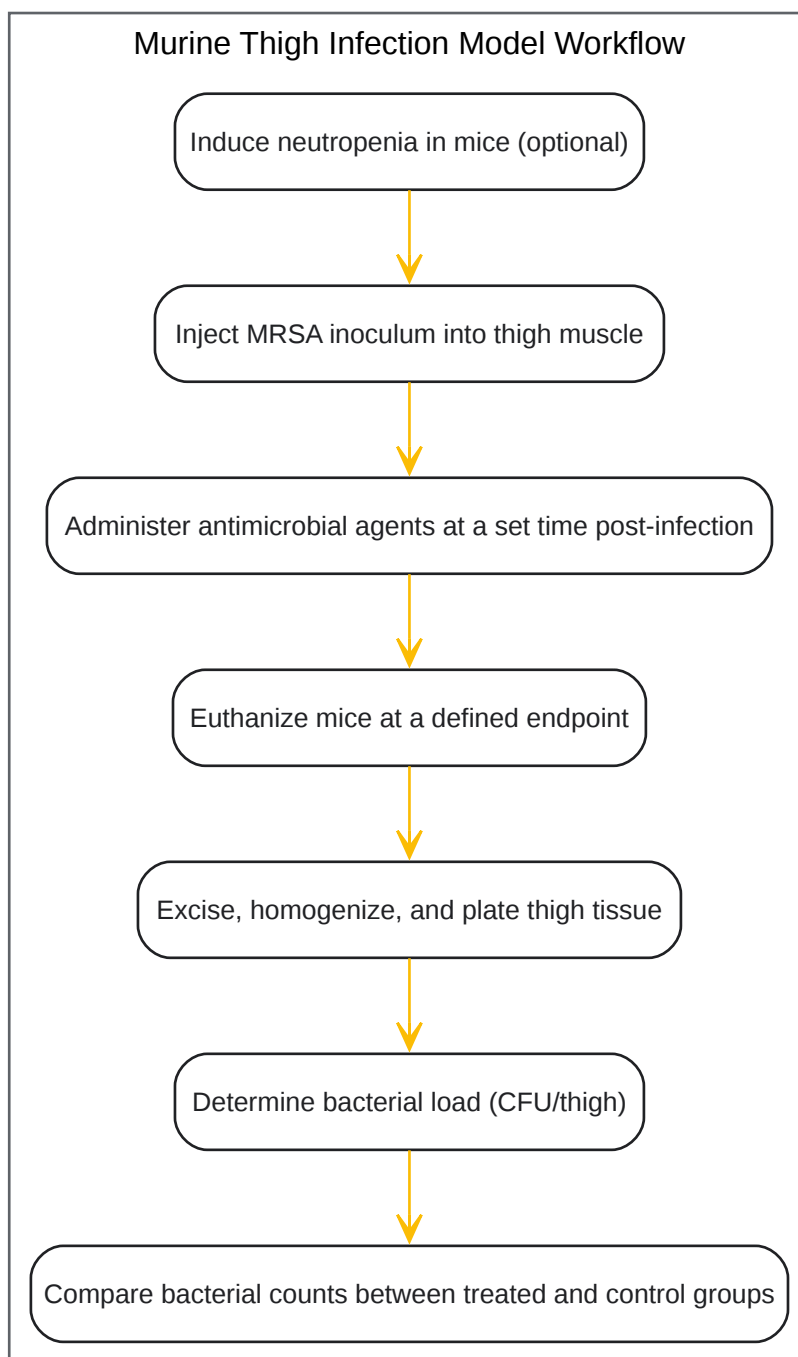 Murine Thigh Infection Model Workflow
Induce neutropenia in mice (optional)
Inject MRSA inoculum into thigh muscle
Administer antimicrobial agents at a set time post-infection
Euthanize mice at a defined endpoint
Excise, homogenize, and plate thigh tissue
Determine bacterial load (CFU/thigh)
Compare bacterial counts between treated and control groups